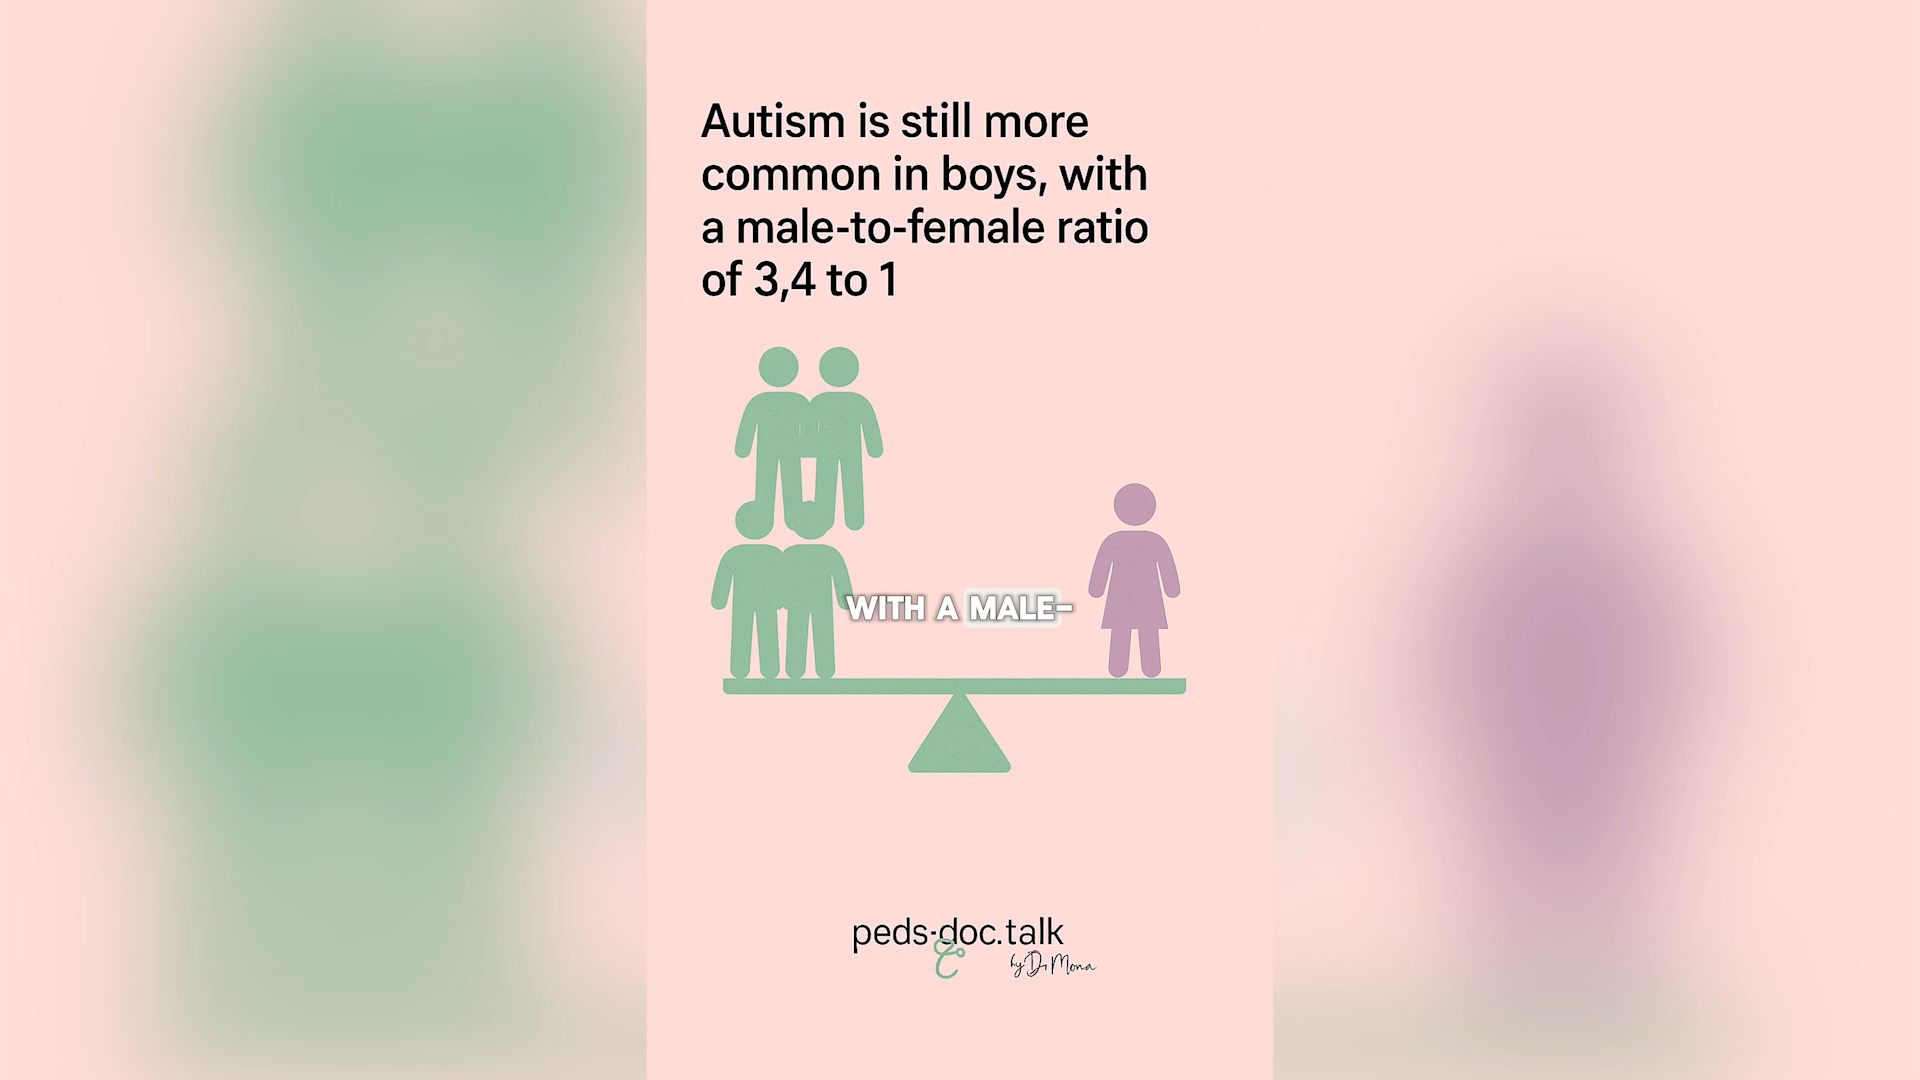 Autism is still more
common in boys, with
a male-to-female ratio
of 3,4 to 1
WITH A MALE-
peds·doc.talk
by Dr Mona